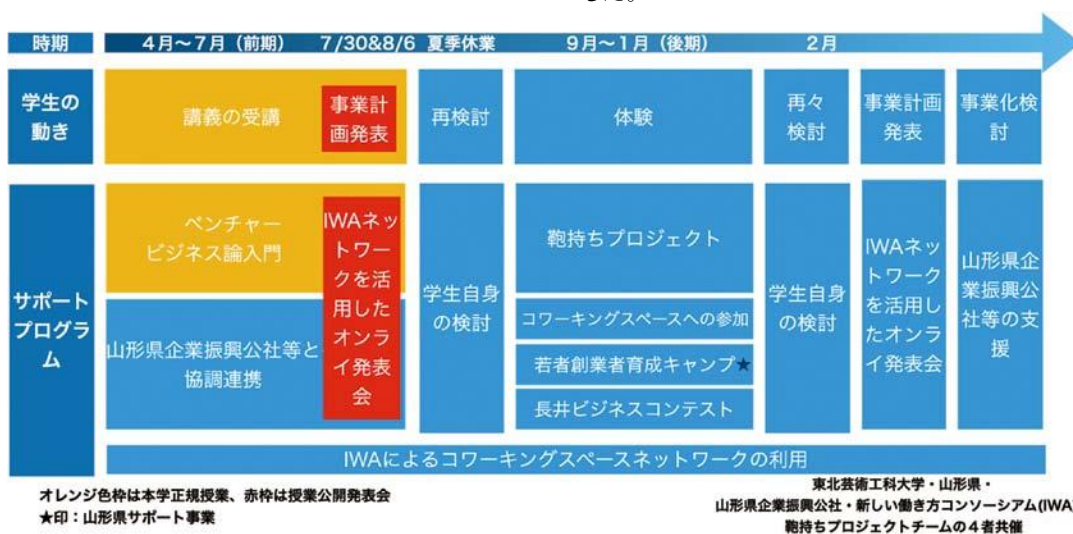 した。
時期
4月～7月（前期）
7/30&8/6
夏季休業
9月～1月（後期）
2月
学生の
動き
講義の受講
事業計
画発表
再検討
体験
再々
検討
事業計画
発表
事業化検
討
サポート
プログラ
ム
ベンチャー
ビジネス論入門
山形県企業振興公社等と
協調連携
IWAネッ
トワー
クを活
用した
オンラ
イ発表
会
学生自身
の検討
鞄持ちプロジェクト
コワーキングスペースへの参加
若者創業者育成キャンプ★
長井ビジネスコンテスト
学生自身
の検討
IWAネッ
トワーク
を活用し
たオンラ
イ発表会
山形県企
業振興公
社等の支
援
IWAによるコワーキングスペースネットワークの利用
オレンジ色枠は本学正規授業、赤枠は授業公開発表会
★印：山形県サポート事業
東北芸術工科大学・山形県・
山形県企業振興公社・新しい働き方コンソーシアム(IWA)
鞄持ちプロジェクトチームの４者共催